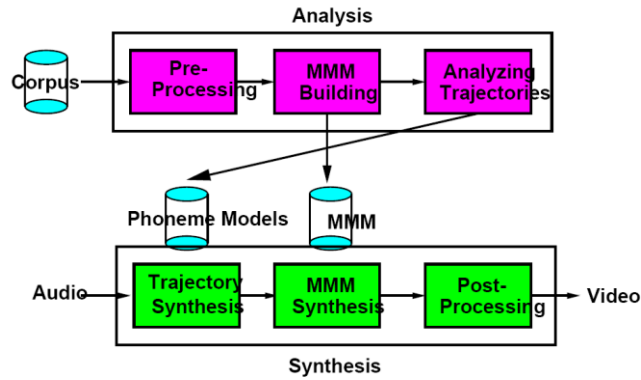 Analysis
Corpus
Pre-
Processing
MMM
Building
Analyzing
Trajectories
Phoneme Models
MMM
Audio
Trajectory
Synthesis
MMM
Synthesis
Post-
Processing
Video
Synthesis